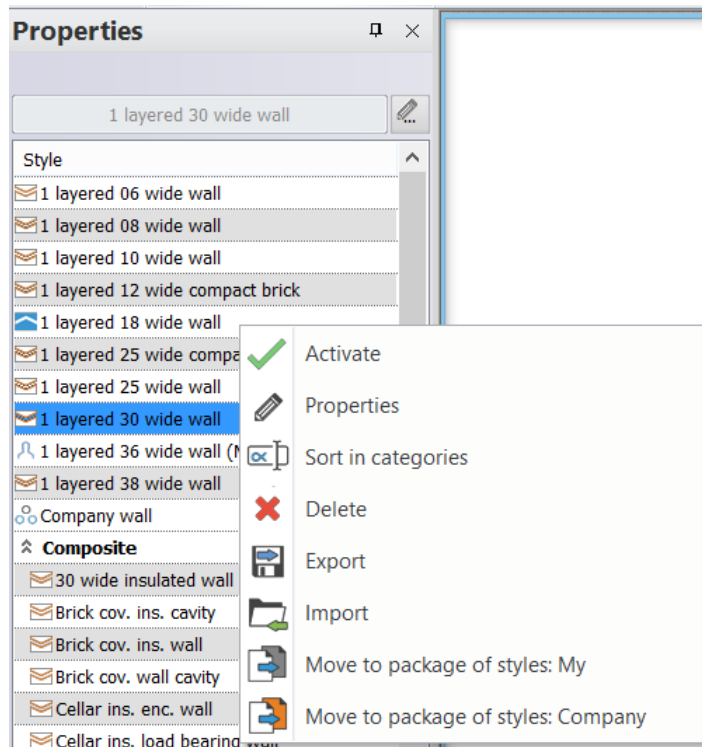 Properties
1 layered 30 wide wall
Style
1 layered 06 wide wall
1 layered 08 wide wall
1 layered 10 wide wall
1 layered 12 wide compact brick
1 layered 18 wide wall
1 layered 25 wide compa
1 layered 25 wide wall
1 layered 30 wide wall
1 layered 36 wide wall (
1 layered 38 wide wall
Company wall
Composite
30 wide insulated wall
Brick cov. ins. cavity
Brick cov. ins. wall
Brick cov. wall cavity
Cellar ins. enc. wall
Cellar ins. load bearing wall
Activate
Properties
Sort in categories
Delete
Export
Import
Move to package of styles: My
Move to package of styles: Company